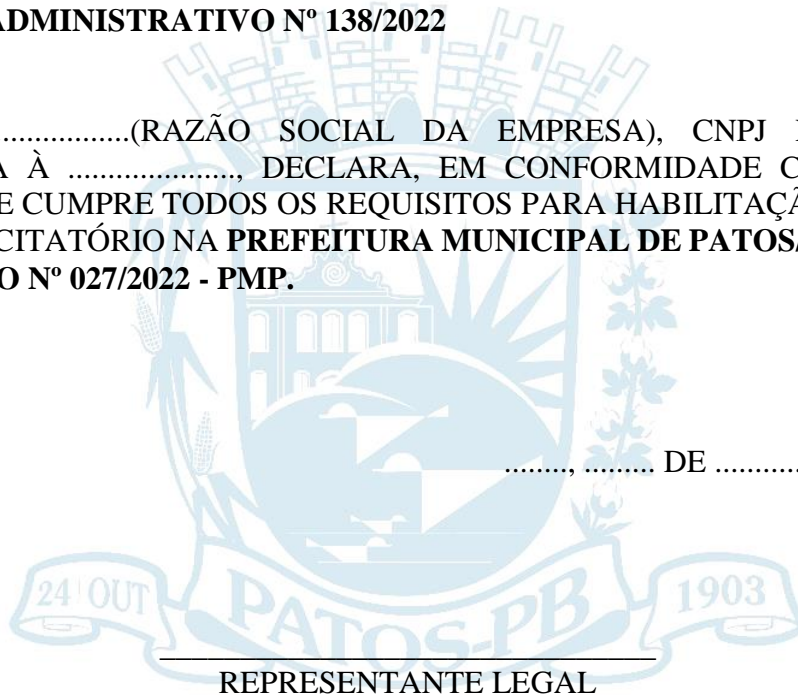 ADMINISTRATIVO Nº 138/2022
................(RAZÃO SOCIAL DA EMPRESA), CNPJ
A À ...................., DECLARA, EM CONFORMIDADE
E CUMPRE TODOS OS REQUISITOS PARA
CITATÓRIO NA PREFEITURA MUNICIPAL DE PATOS/
O Nº 027/2022 - PMP.
........, ......... DE ...........
24 OUT
1903
PATOS-PB
_________________________________
REPRESENTANTE LEGAL